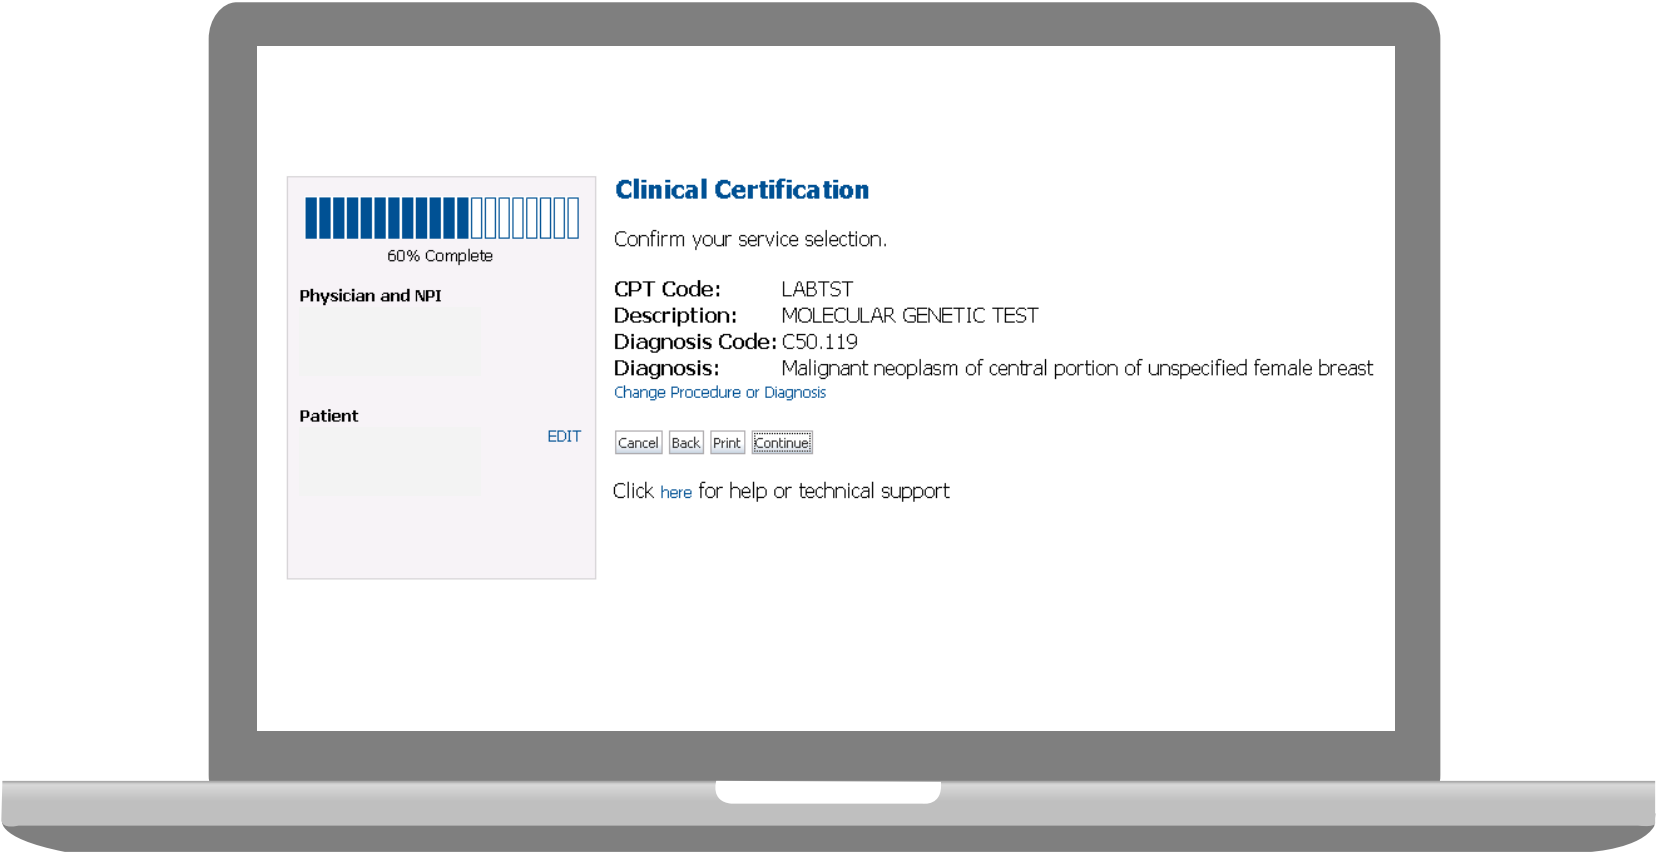 60% Complete
Physician and NPI
Patient
EDIT
Clinical Certification
Confirm your service selection.
CPT Code: LABTST
Description: MOLECULAR GENETIC TEST
Diagnosis Code: C50.119
Diagnosis: Malignant neoplasm of central portion of unspecified female breast
Change Procedure or Diagnosis
Cancel Back Print Continue
Click here for help or technical support